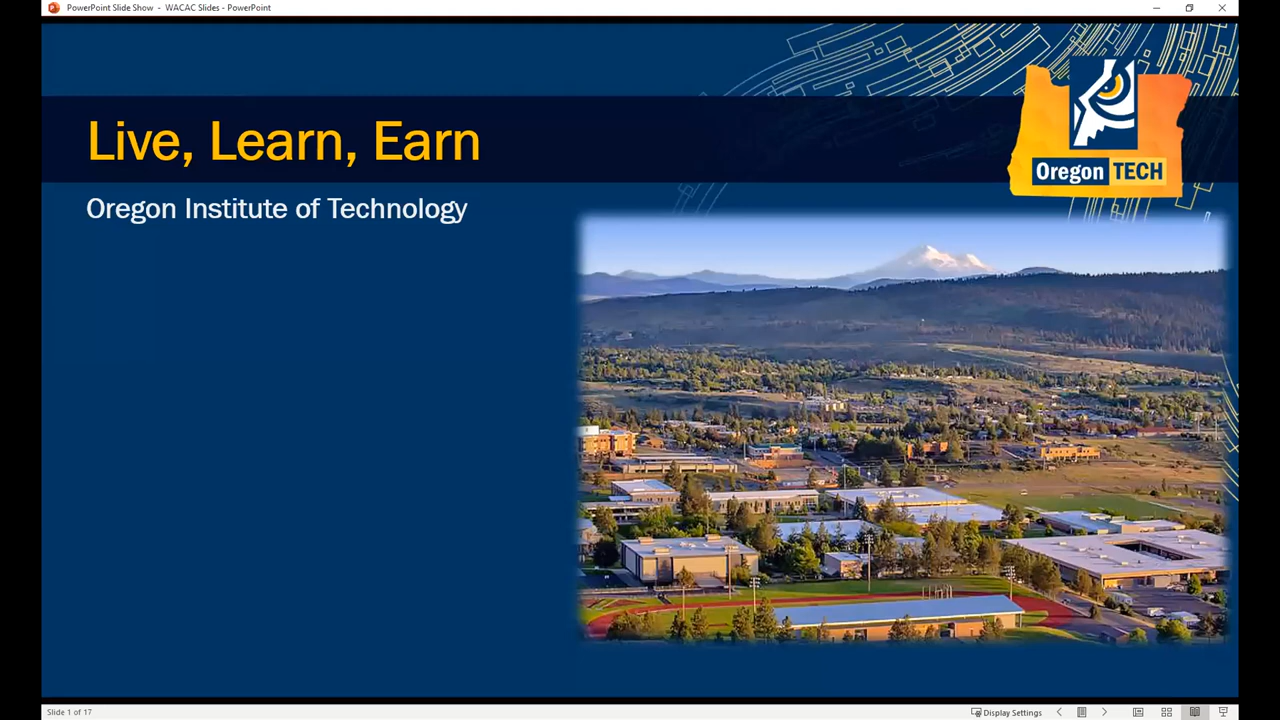 PowerPoint Slide Show - WACAC Slides - PowerPoint
Live, Learn, Earn
Oregon TECH
Oregon Institute of Technology
Slide 1 of 17
Display Settings